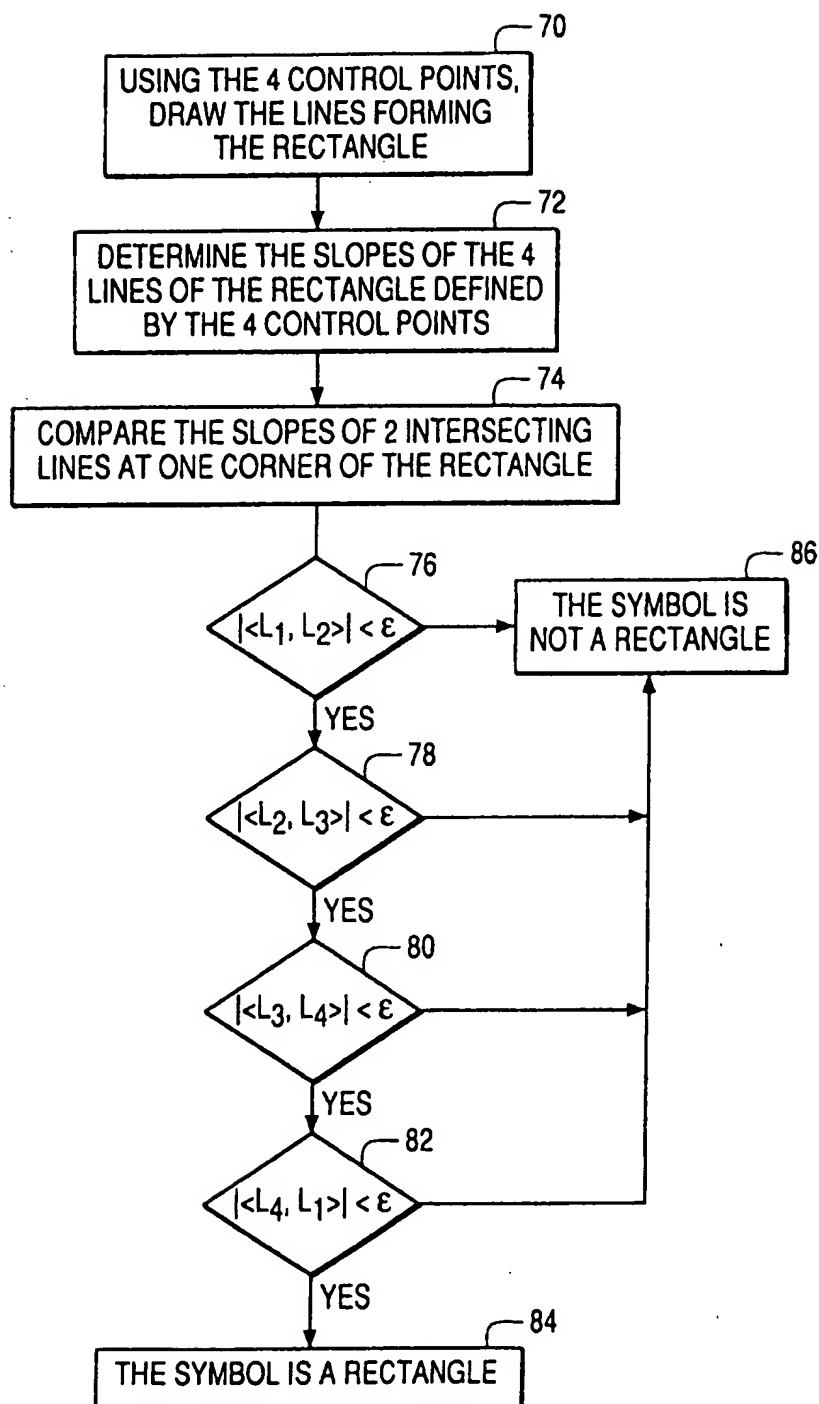 70
USING THE 4 CONTROL POINTS,
DRAW THE LINES FORMING
THE RECTANGLE
72
DETERMINE THE SLOPES OF THE 4
LINES OF THE RECTANGLE DEFINED
BY THE 4 CONTROL POINTS
74
COMPARE THE SLOPES OF 2 INTERSECTING
LINES AT ONE CORNER OF THE RECTANGLE
76
|<L1, L2>| < ε
86
THE SYMBOL IS
NOT A RECTANGLE
YES
78
|<L2, L3>| < ε
YES
80
|<L3, L4>| < ε
YES
82
|<L4, L1>| < ε
YES
84
THE SYMBOL IS A RECTANGLE